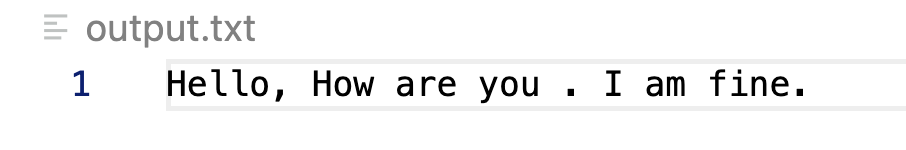 output.txt
1 Hello, How are you . I am fine.